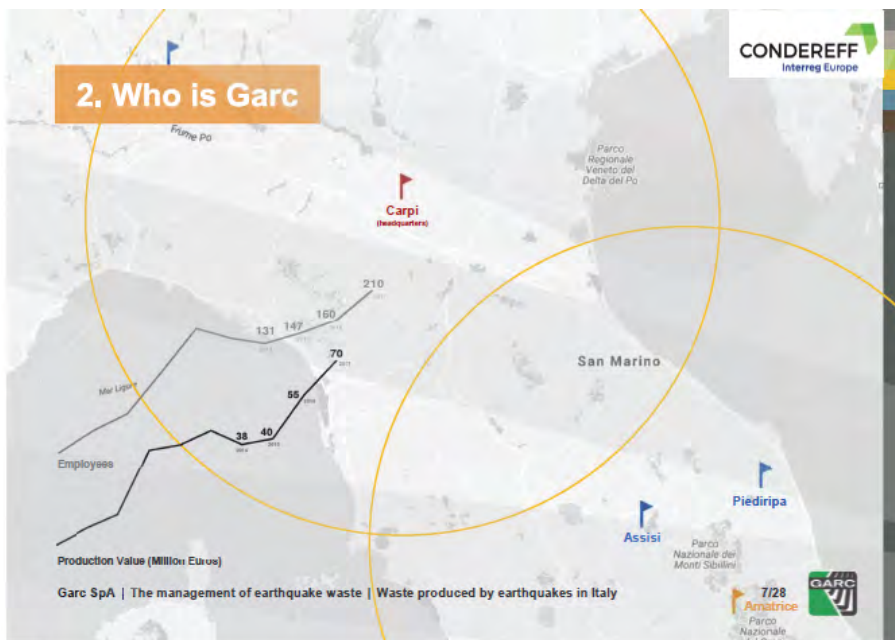 CONDEREFF
Interreg Europe
2. Who is Garc
Fiume Po
Parco
Regionale
Veneto del
Delta del Po
Carpi
(headquarters)
210
160
147
131
70
San Marino
Mar Ligure
55
38
40
Employees
Piediripa
Assisi
Parco
Nazionale dei
Monti Sibillini
Production Value (Million Euros)
Garc SpA | The management of earthquake waste | Waste produced by earthquakes in Italy
7/28
GARC
Amatrice
Parco
Nazionale